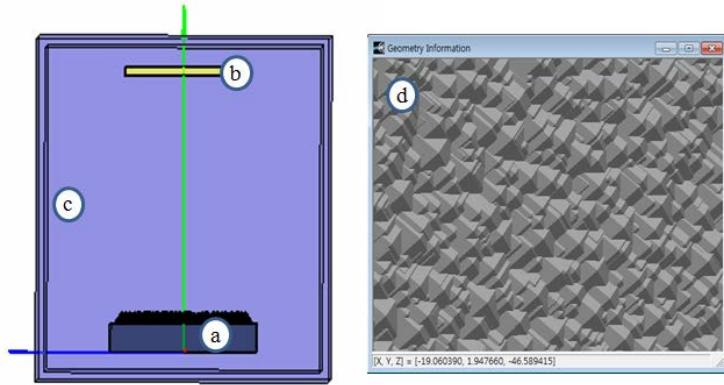 b
c
a
Geometry Information
d
[X, Y, Z] = [-19.060390, 1.947660, -46.589415]